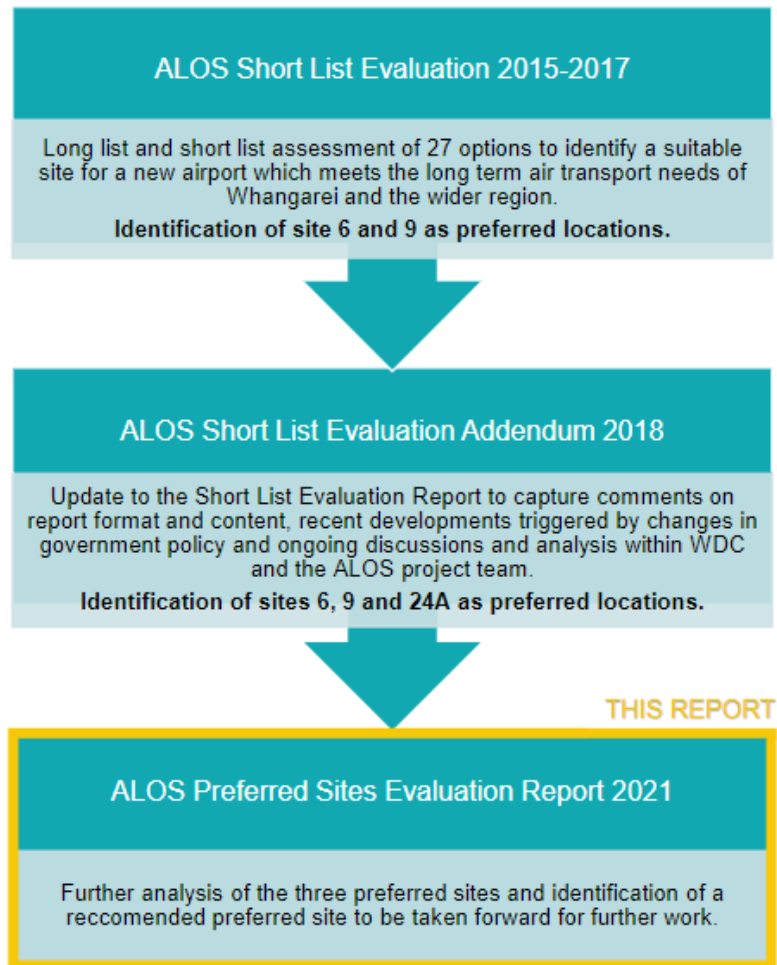 ALOS Short List Evaluation 2015-2017
Long list and short list assessment of 27 options to identify a suitable
site for a new airport which meets the long term air transport needs of
Whangarei and the wider region.
Identification of site 6 and 9 as preferred locations.
ALOS Short List Evaluation Addendum 2018
Update to the Short List Evaluation Report to capture comments on
report format and content, recent developments triggered by changes in
government policy and ongoing discussions and analysis within WDC
and the ALOS project team.
Identification of sites 6, 9 and 24A as preferred locations.
THIS REPORT
ALOS Preferred Sites Evaluation Report 2021
Further analysis of the three preferred sites and identification of a
reccomended preferred site to be taken forward for further work.